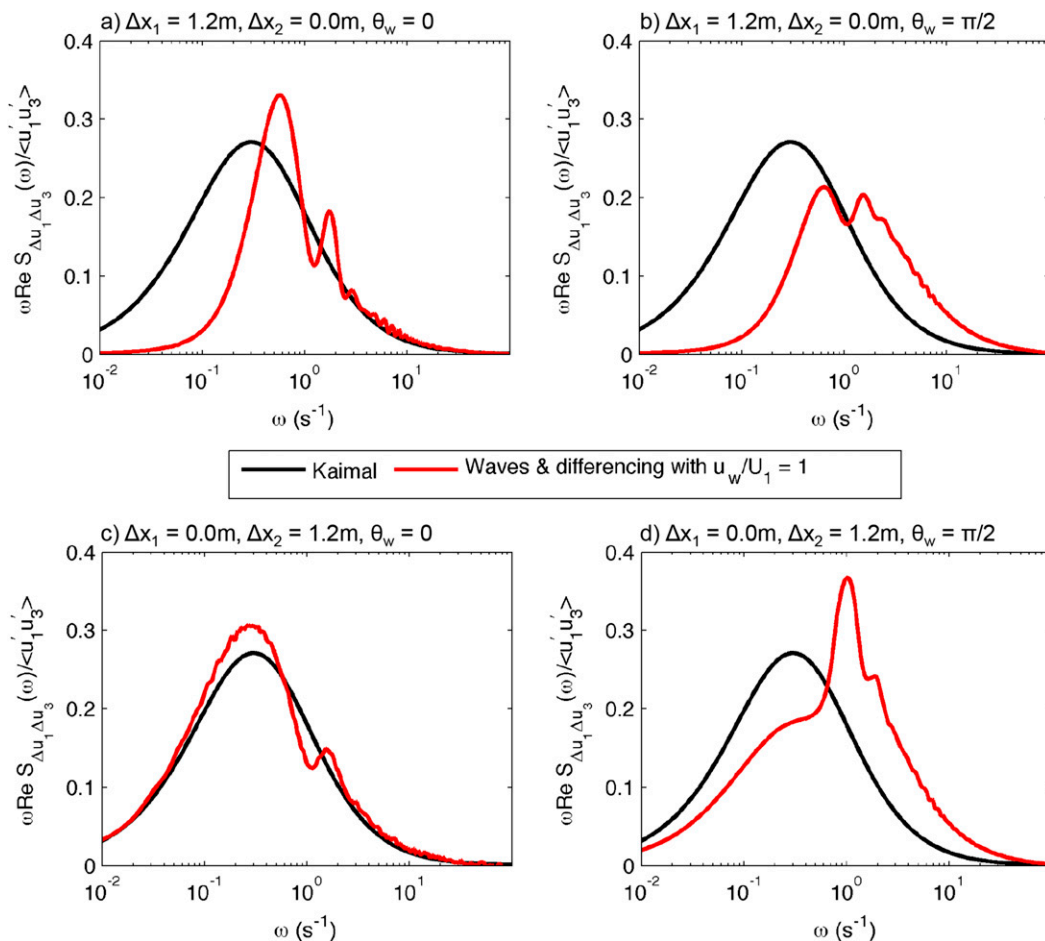 a) Δx₁ = 1.2m, Δx₂ = 0.0m, θ_w = 0
b) Δx₁ = 1.2m, Δx₂ = 0.0m, θ_w = π/2
0.4
0.3
0.2
0.1
0
ωRe S_Δu₁Δu₃(ω)/<u₁'u₃'>
10⁻²
10⁻¹
10⁰
10¹
ω (s⁻¹)
0.4
0.3
0.2
0.1
0
ωRe S_Δu₁Δu₃(ω)/<u₁'u₃'>
10⁻²
10⁻¹
10⁰
10¹
ω (s⁻¹)
Kaimal
Waves & differencing with u_w/U₁ = 1
c) Δx₁ = 0.0m, Δx₂ = 1.2m, θ_w = 0
d) Δx₁ = 0.0m, Δx₂ = 1.2m, θ_w = π/2
0.4
0.3
0.2
0.1
0
ωRe S_Δu₁Δu₃(ω)/<u₁'u₃'>
10⁻²
10⁻¹
10⁰
10¹
ω (s⁻¹)
0.4
0.3
0.2
0.1
0
ωRe S_Δu₁Δu₃(ω)/<u₁'u₃'>
10⁻²
10⁻¹
10⁰
10¹
ω (s⁻¹)